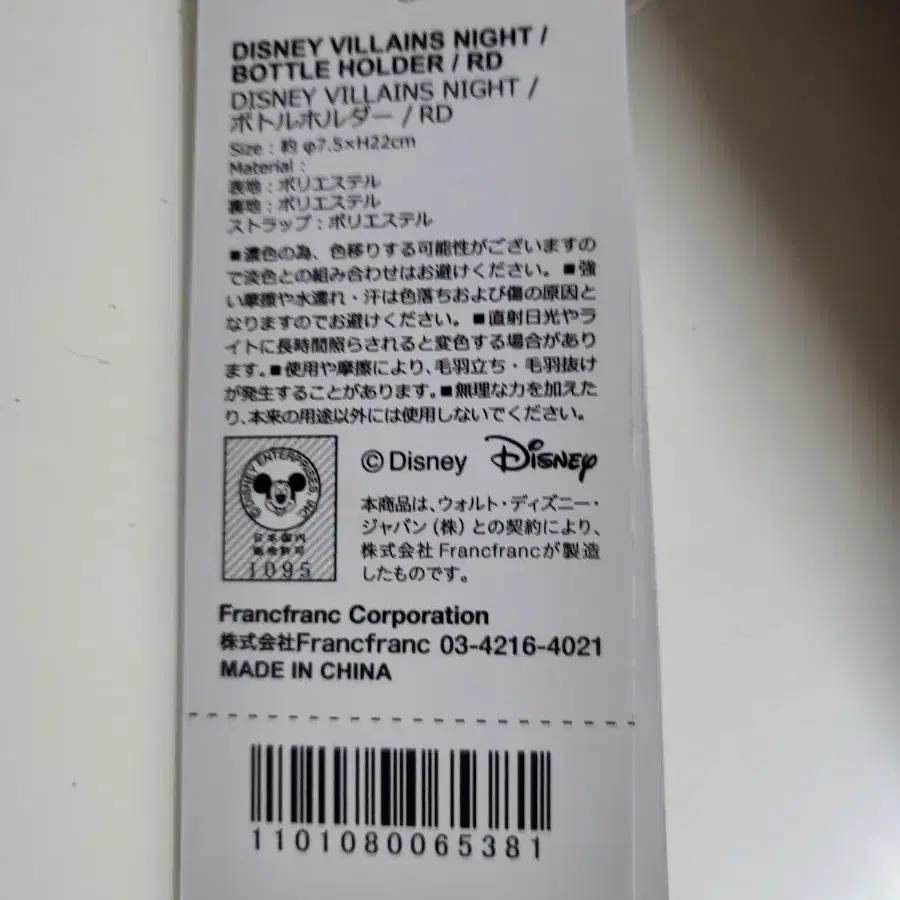 DISNEY VILLAINS NIGHT /
BOTTLE HOLDER / RD
DISNEY VILLAINS NIGHT /
ボトルホルダー / RD
Size : 約 φ7.5×H22cm
Material :
表地 : ポリエステル
裏地 : ポリエステル
ストラップ : ポリエステル
■濃色の為、色移りする可能性がございますの
で淡色との組み合わせはお避けください。■強
い摩擦や水濡れ・汗は色落ちおよび傷の原因と
なりますのでお避けください。■直射日光やラ
イトに長時間照らされると変色する場合があり
ます。■使用や摩擦により、毛羽立ち・毛羽抜け
が発生することがあります。■無理な力を加えた
り、本来の用途以外には使用しないでください。
©DISNEY ENTERPRISES, INC.
日本国内
販売許可
1095
©Disney Disney
本商品は、ウォルト・ディズニー・
ジャパン（株）との契約により、
株式会社Francfrancが製造
したものです。
Francfranc Corporation
株式会社Francfranc 03-4216-4021
MADE IN CHINA
1101080065381